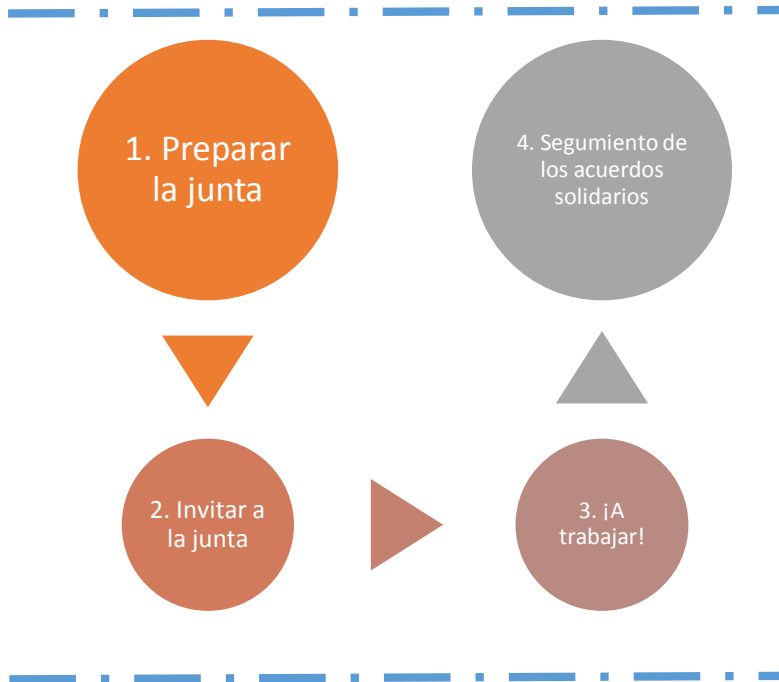 1. Preparar
la junta
2. Invitar a
la junta
3. ¡A
trabajar!
4. Segumiento de
los acuerdos
solidarios